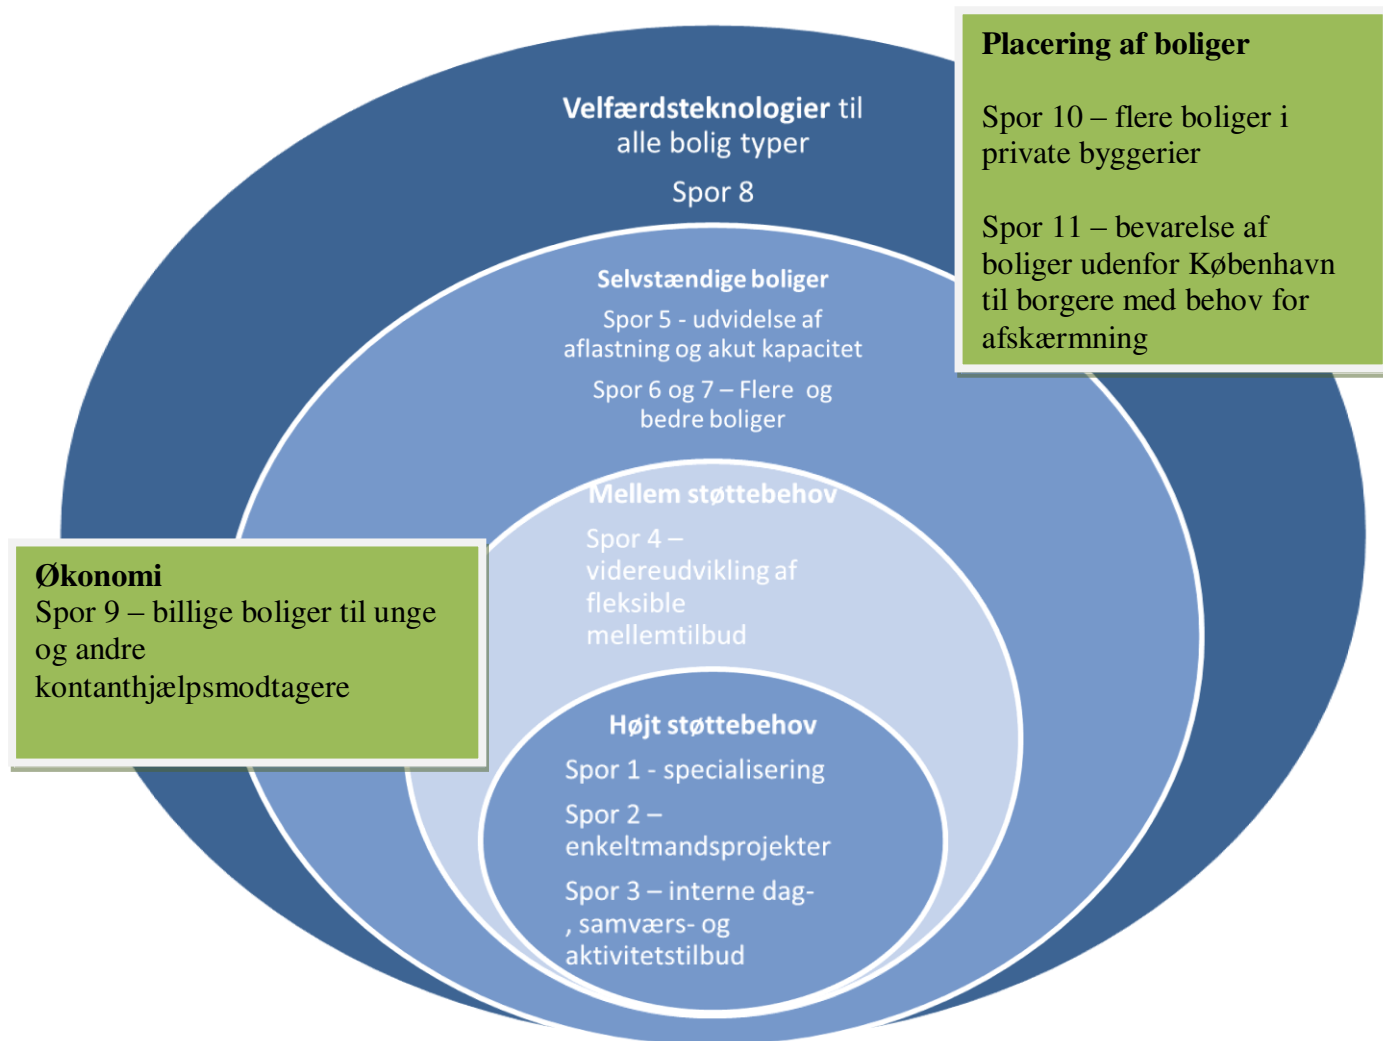 Velfærdsteknologier til
alle bolig typer
Spor 8
Selvstændige boliger
Spor 5 - udvidelse af
aflastning og akut kapacitet
Spor 6 og 7 – Flere og
bedre boliger
Mellem støttebehov
Spor 4 –
videreudvikling af
fleksible
mellemtilbud
Højt støttebehov
Spor 1 - specialisering
Spor 2 –
enkeltmandsprojekter
Spor 3 – interne dag-
, samværs- og
aktivitetstilbud
Placering af boliger
Spor 10 – flere boliger i
private byggerier
Spor 11 – bevarelse af
boliger udenfor København
til borgere med behov for
afskærmning
Økonomi
Spor 9 – billige boliger til unge
og andre
kontanthjælpsmodtagere